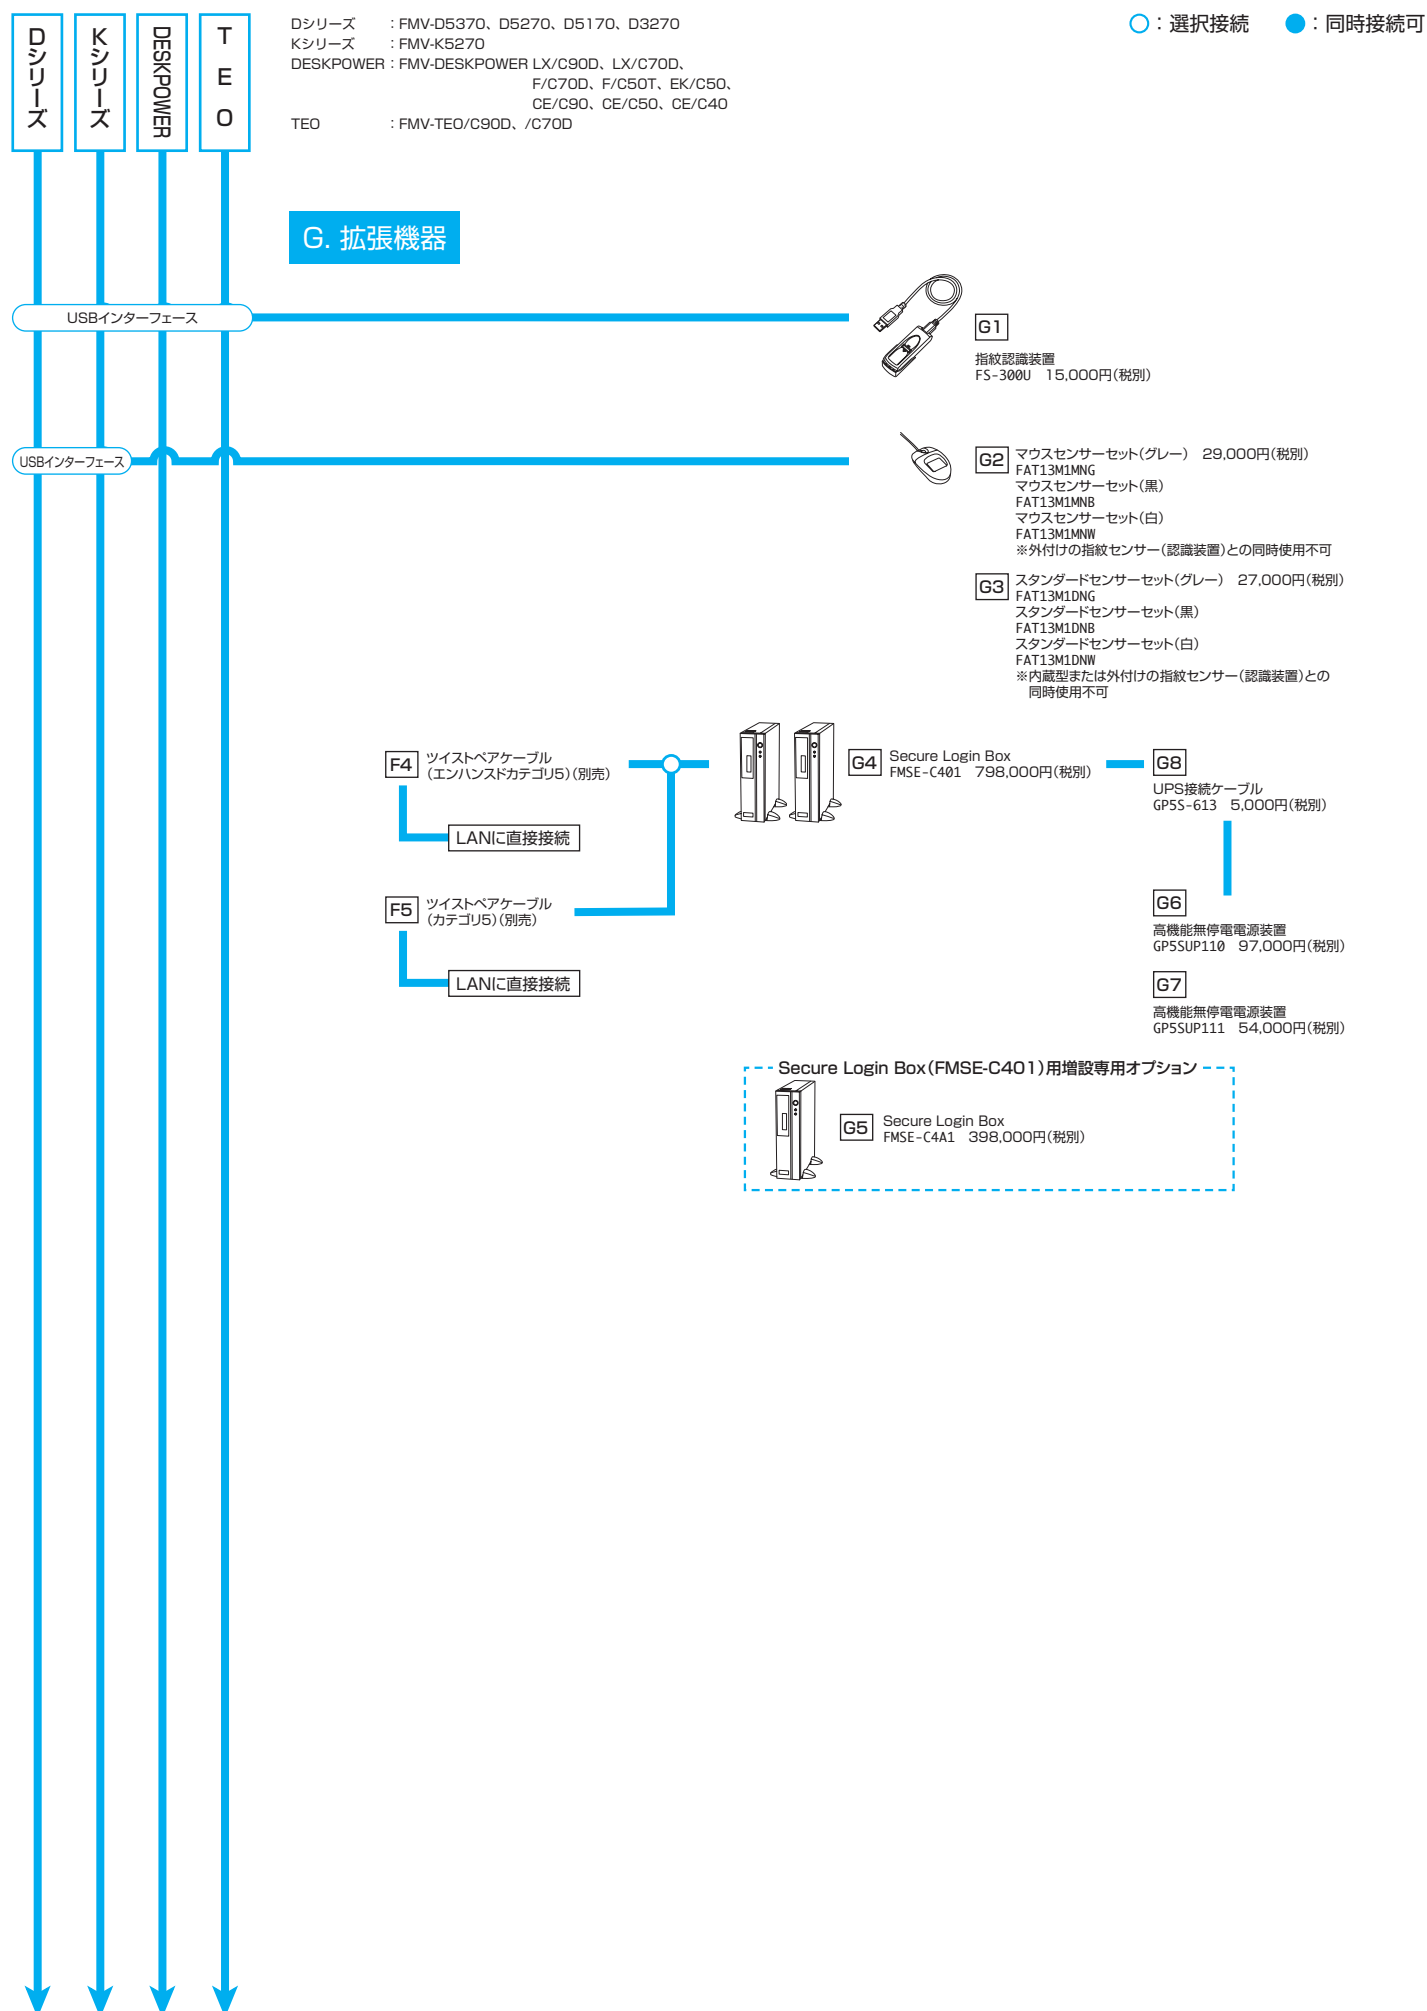 Dシリーズ
Kシリーズ
DESKPOWER
TEO
Dシリーズ ：FMV-D5370、D5270、D5170、D3270
Kシリーズ ：FMV-K5270
DESKPOWER：FMV-DESKPOWER LX/C90D、LX/C70D、
F/C70D、F/C50T、EK/C50、
CE/C90、CE/C50、CE/C40
TEO ：FMV-TEO/C90D、/C70D
○：選択接続 ●：同時接続可
G. 拡張機器
USBインターフェース
G1
指紋認識装置
FS-300U 15,000円(税別)
USBインターフェース
G2 マウスセンサーセット(グレー) 29,000円(税別)
FAT13M1MNG
マウスセンサーセット(黒)
FAT13M1MNB
マウスセンサーセット(白)
FAT13M1MNW
※外付けの指紋センサー(認識装置)との同時使用不可
G3 スタンダードセンサーセット(グレー) 27,000円(税別)
FAT13M1DNG
スタンダードセンサーセット(黒)
FAT13M1DNB
スタンダードセンサーセット(白)
FAT13M1DNW
※内蔵型または外付けの指紋センサー(認識装置)との
同時使用不可
F4 ツイストペアケーブル
(エンハンスドカテゴリ5)(別売)
LANに直接接続
F5 ツイストペアケーブル
(カテゴリ5)(別売)
LANに直接接続
G4 Secure Login Box
FMSE-C401 798,000円(税別)
G8
UPS接続ケーブル
GP5S-613 5,000円(税別)
G6
高機能無停電電源装置
GP5SUP110 97,000円(税別)
G7
高機能無停電電源装置
GP5SUP111 54,000円(税別)
Secure Login Box(FMSE-C401)用増設専用オプション
G5 Secure Login Box
FMSE-C4A1 398,000円(税別)